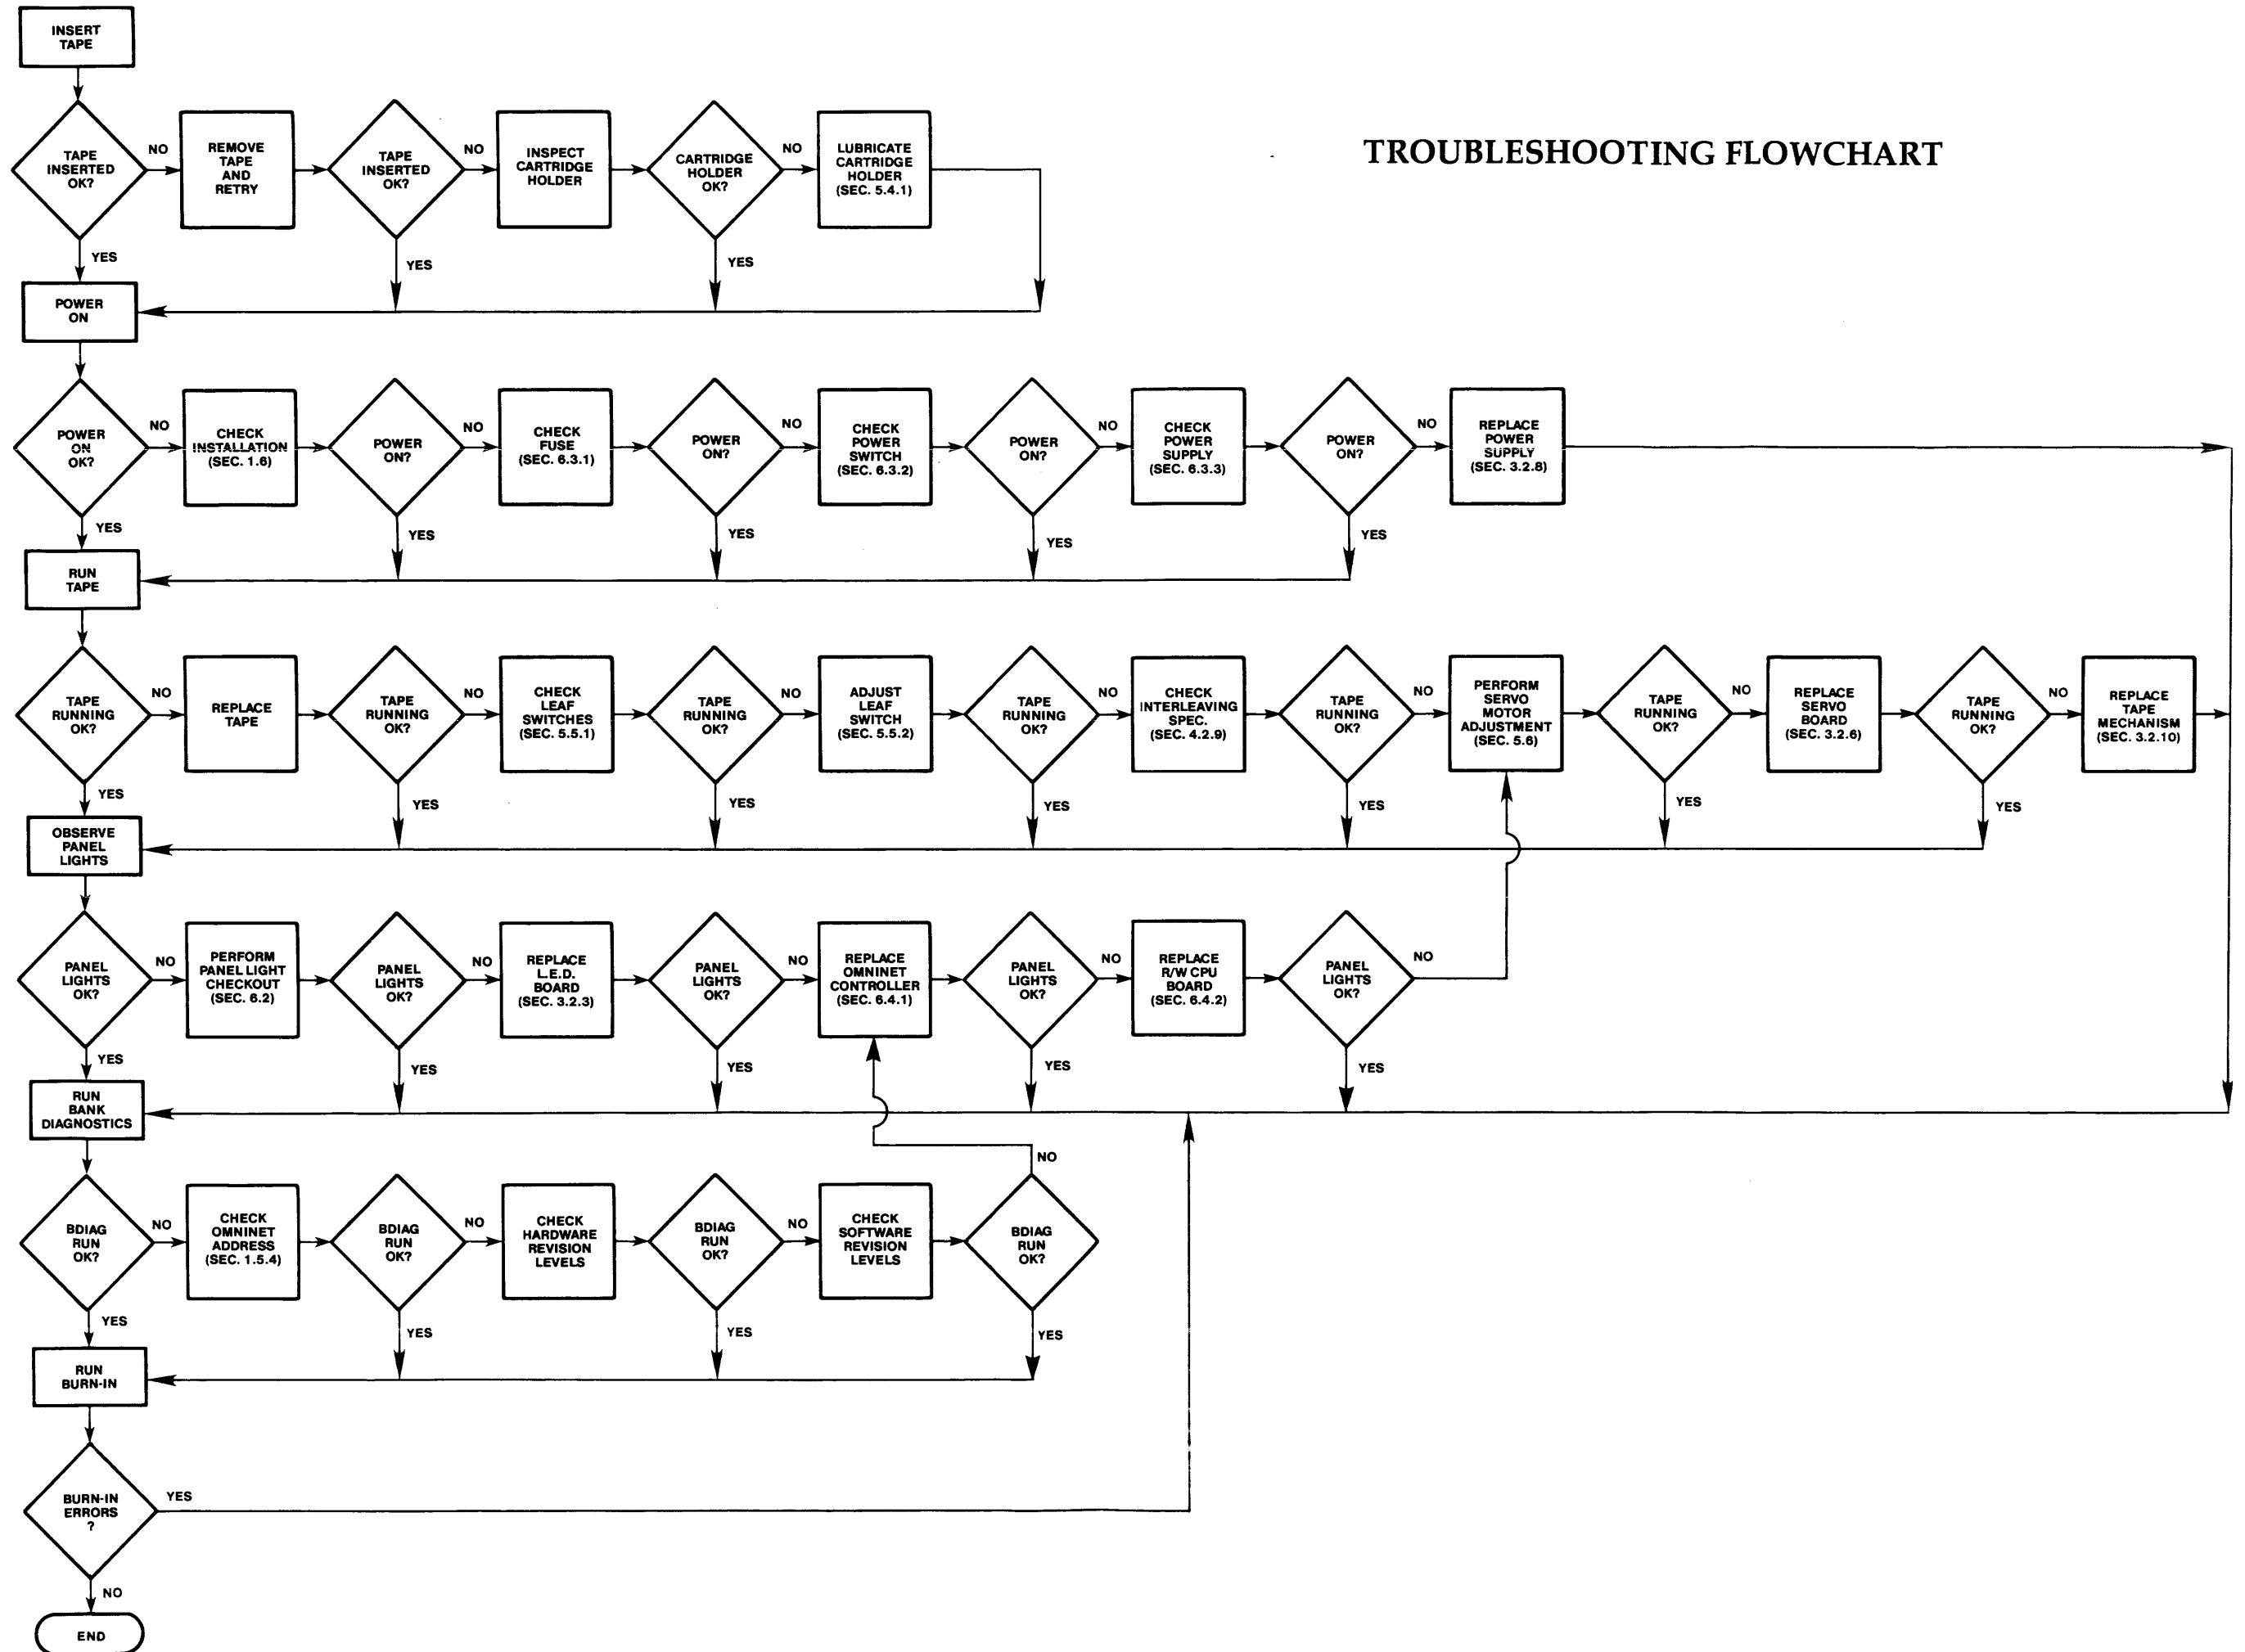 TROUBLESHOOTING FLOWCHART
INSERT
TAPE
TAPE
INSERTED
OK?
NO
REMOVE
TAPE
AND
RETRY
TAPE
INSERTED
OK?
NO
INSPECT
CARTRIDGE
HOLDER
CARTRIDGE
HOLDER
OK?
NO
LUBRICATE
CARTRIDGE
HOLDER
(SEC. 5.4.1)
YES
YES
YES
POWER
ON
POWER
ON
OK?
NO
CHECK
INSTALLATION
(SEC. 1.6)
POWER
ON?
NO
CHECK
FUSE
(SEC. 6.3.1)
POWER
ON?
NO
CHECK
POWER
SWITCH
(SEC. 6.3.2)
POWER
ON?
NO
CHECK
POWER
SUPPLY
(SEC. 6.3.3)
POWER
ON?
NO
REPLACE
POWER
SUPPLY
(SEC. 3.2.8)
YES
YES
YES
YES
YES
RUN
TAPE
TAPE
RUNNING
OK?
NO
REPLACE
TAPE
TAPE
RUNNING
OK?
NO
CHECK
LEAF
SWITCHES
(SEC. 5.5.1)
TAPE
RUNNING
OK?
NO
ADJUST
LEAF
SWITCH
(SEC. 5.5.2)
TAPE
RUNNING
OK?
NO
CHECK
INTERLEAVING
SPEC.
(SEC. 4.2.9)
TAPE
RUNNING
OK?
NO
PERFORM
SERVO
MOTOR
ADJUSTMENT
(SEC. 5.6)
TAPE
RUNNING
OK?
NO
REPLACE
SERVO
BOARD
(SEC. 3.2.6)
TAPE
RUNNING
OK?
NO
REPLACE
TAPE
MECHANISM
(SEC. 3.2.10)
YES
YES
YES
YES
YES
YES
YES
OBSERVE
PANEL
LIGHTS
PANEL
LIGHTS
OK?
NO
PERFORM
PANEL LIGHT
CHECKOUT
(SEC. 6.2)
PANEL
LIGHTS
OK?
NO
REPLACE
L.E.D.
BOARD
(SEC. 3.2.3)
PANEL
LIGHTS
OK?
NO
REPLACE
OMNINET
CONTROLLER
(SEC. 6.4.1)
PANEL
LIGHTS
OK?
NO
REPLACE
R/W CPU
BOARD
(SEC. 6.4.2)
PANEL
LIGHTS
OK?
NO
YES
YES
YES
YES
YES
RUN
BANK
DIAGNOSTICS
BDIAG
RUN
OK?
NO
CHECK
OMNINET
ADDRESS
(SEC. 1.5.4)
BDIAG
RUN
OK?
NO
CHECK
HARDWARE
REVISION
LEVELS
BDIAG
RUN
OK?
NO
CHECK
SOFTWARE
REVISION
LEVELS
BDIAG
RUN
OK?
NO
YES
YES
YES
YES
RUN
BURN-IN
BURN-IN
ERRORS
?
YES
NO
END